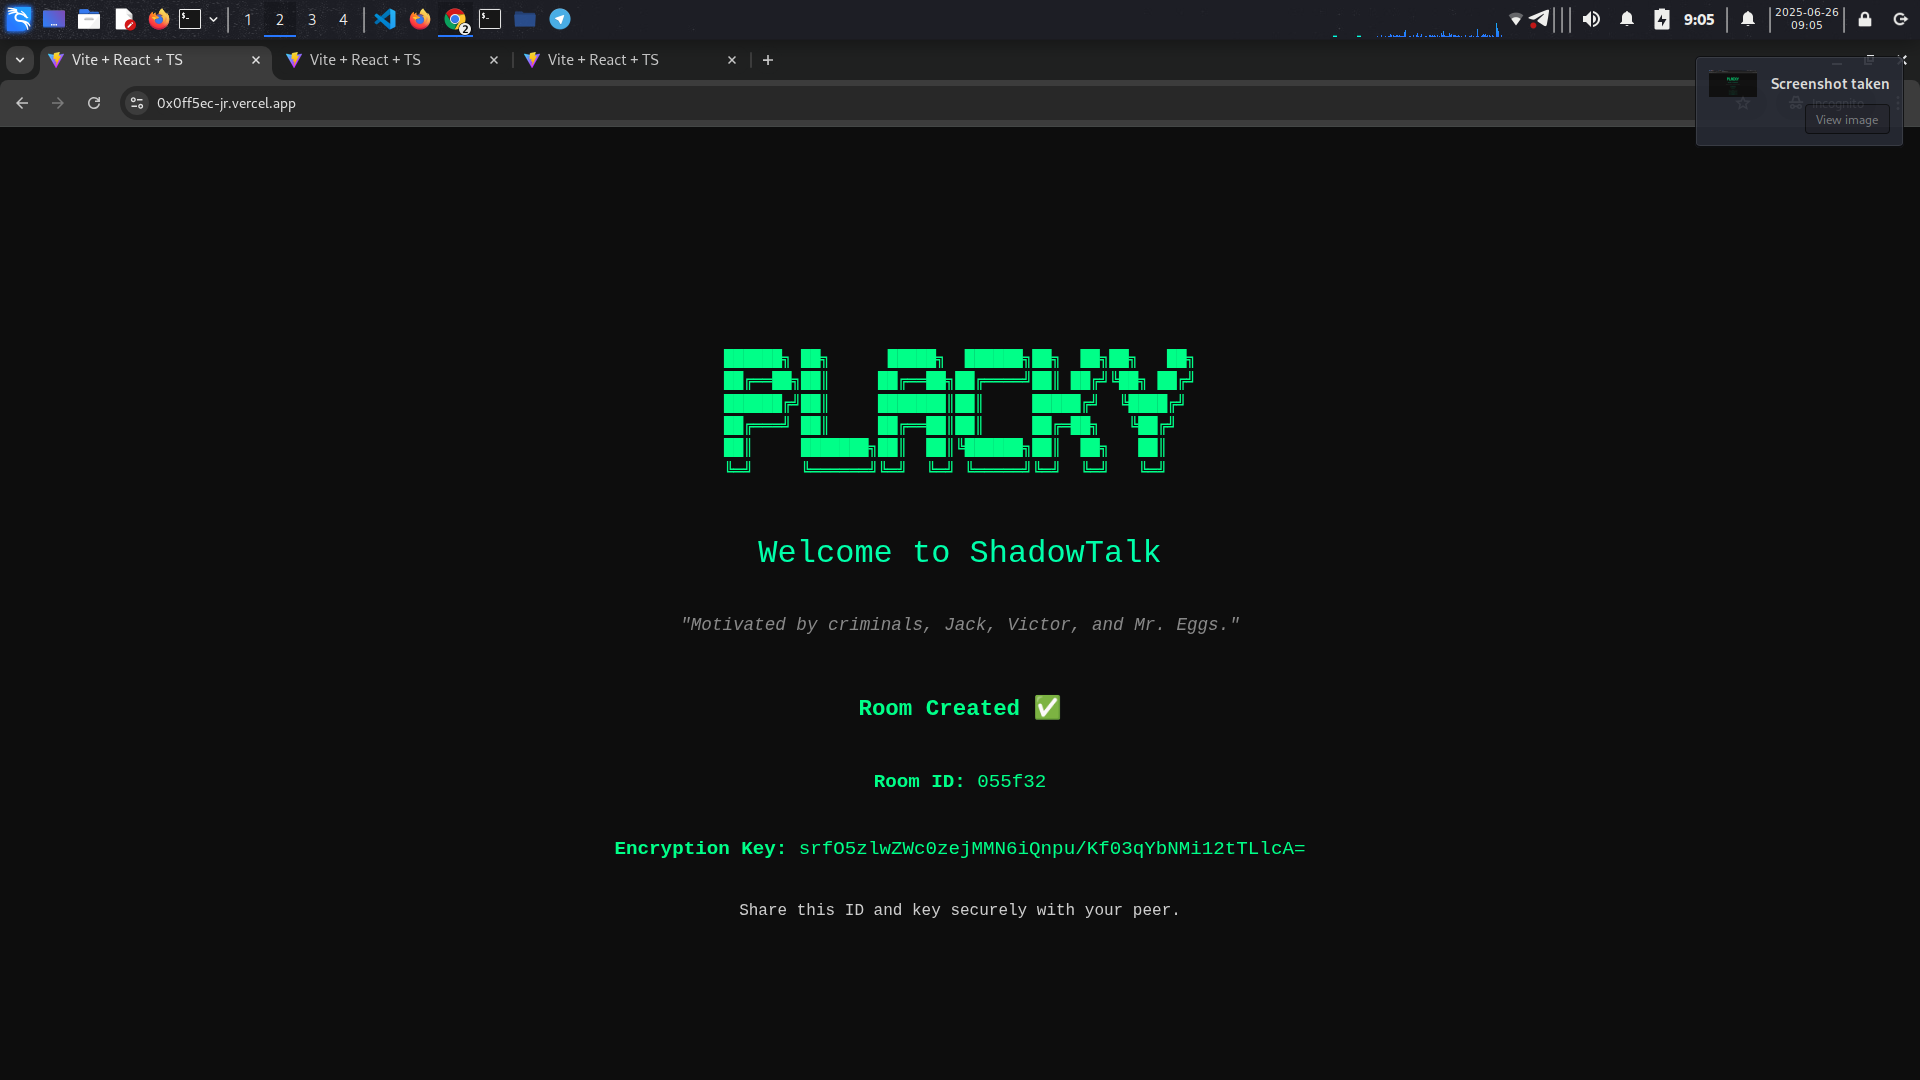 1 2 3 4
2
9:05
2025-06-26
09:05
Vite + React + TS
Vite + React + TS
Vite + React + TS
0x0ff5ec-jr.vercel.app
Incognito
Screenshot taken
View image
PLACKY
Welcome to ShadowTalk
"Motivated by criminals, Jack, Victor, and Mr. Eggs."
Room Created ✅
Room ID: 055f32
Encryption Key: srfO5zlwZWc0zejMMN6iQnpu/Kf03qYbNMi12tTLlcA=
Share this ID and key securely with your peer.